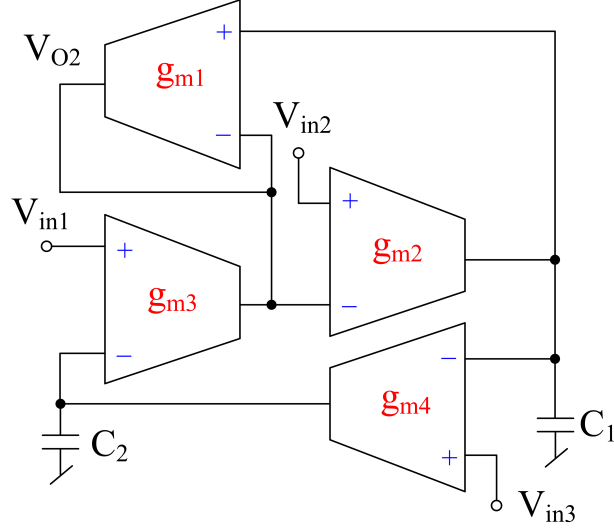 V_O2
+
g_m1
−
V_in2
V_in1
+
+
g_m2
g_m3
−
−
−
g_m4
C_1
C_2
+
V_in3